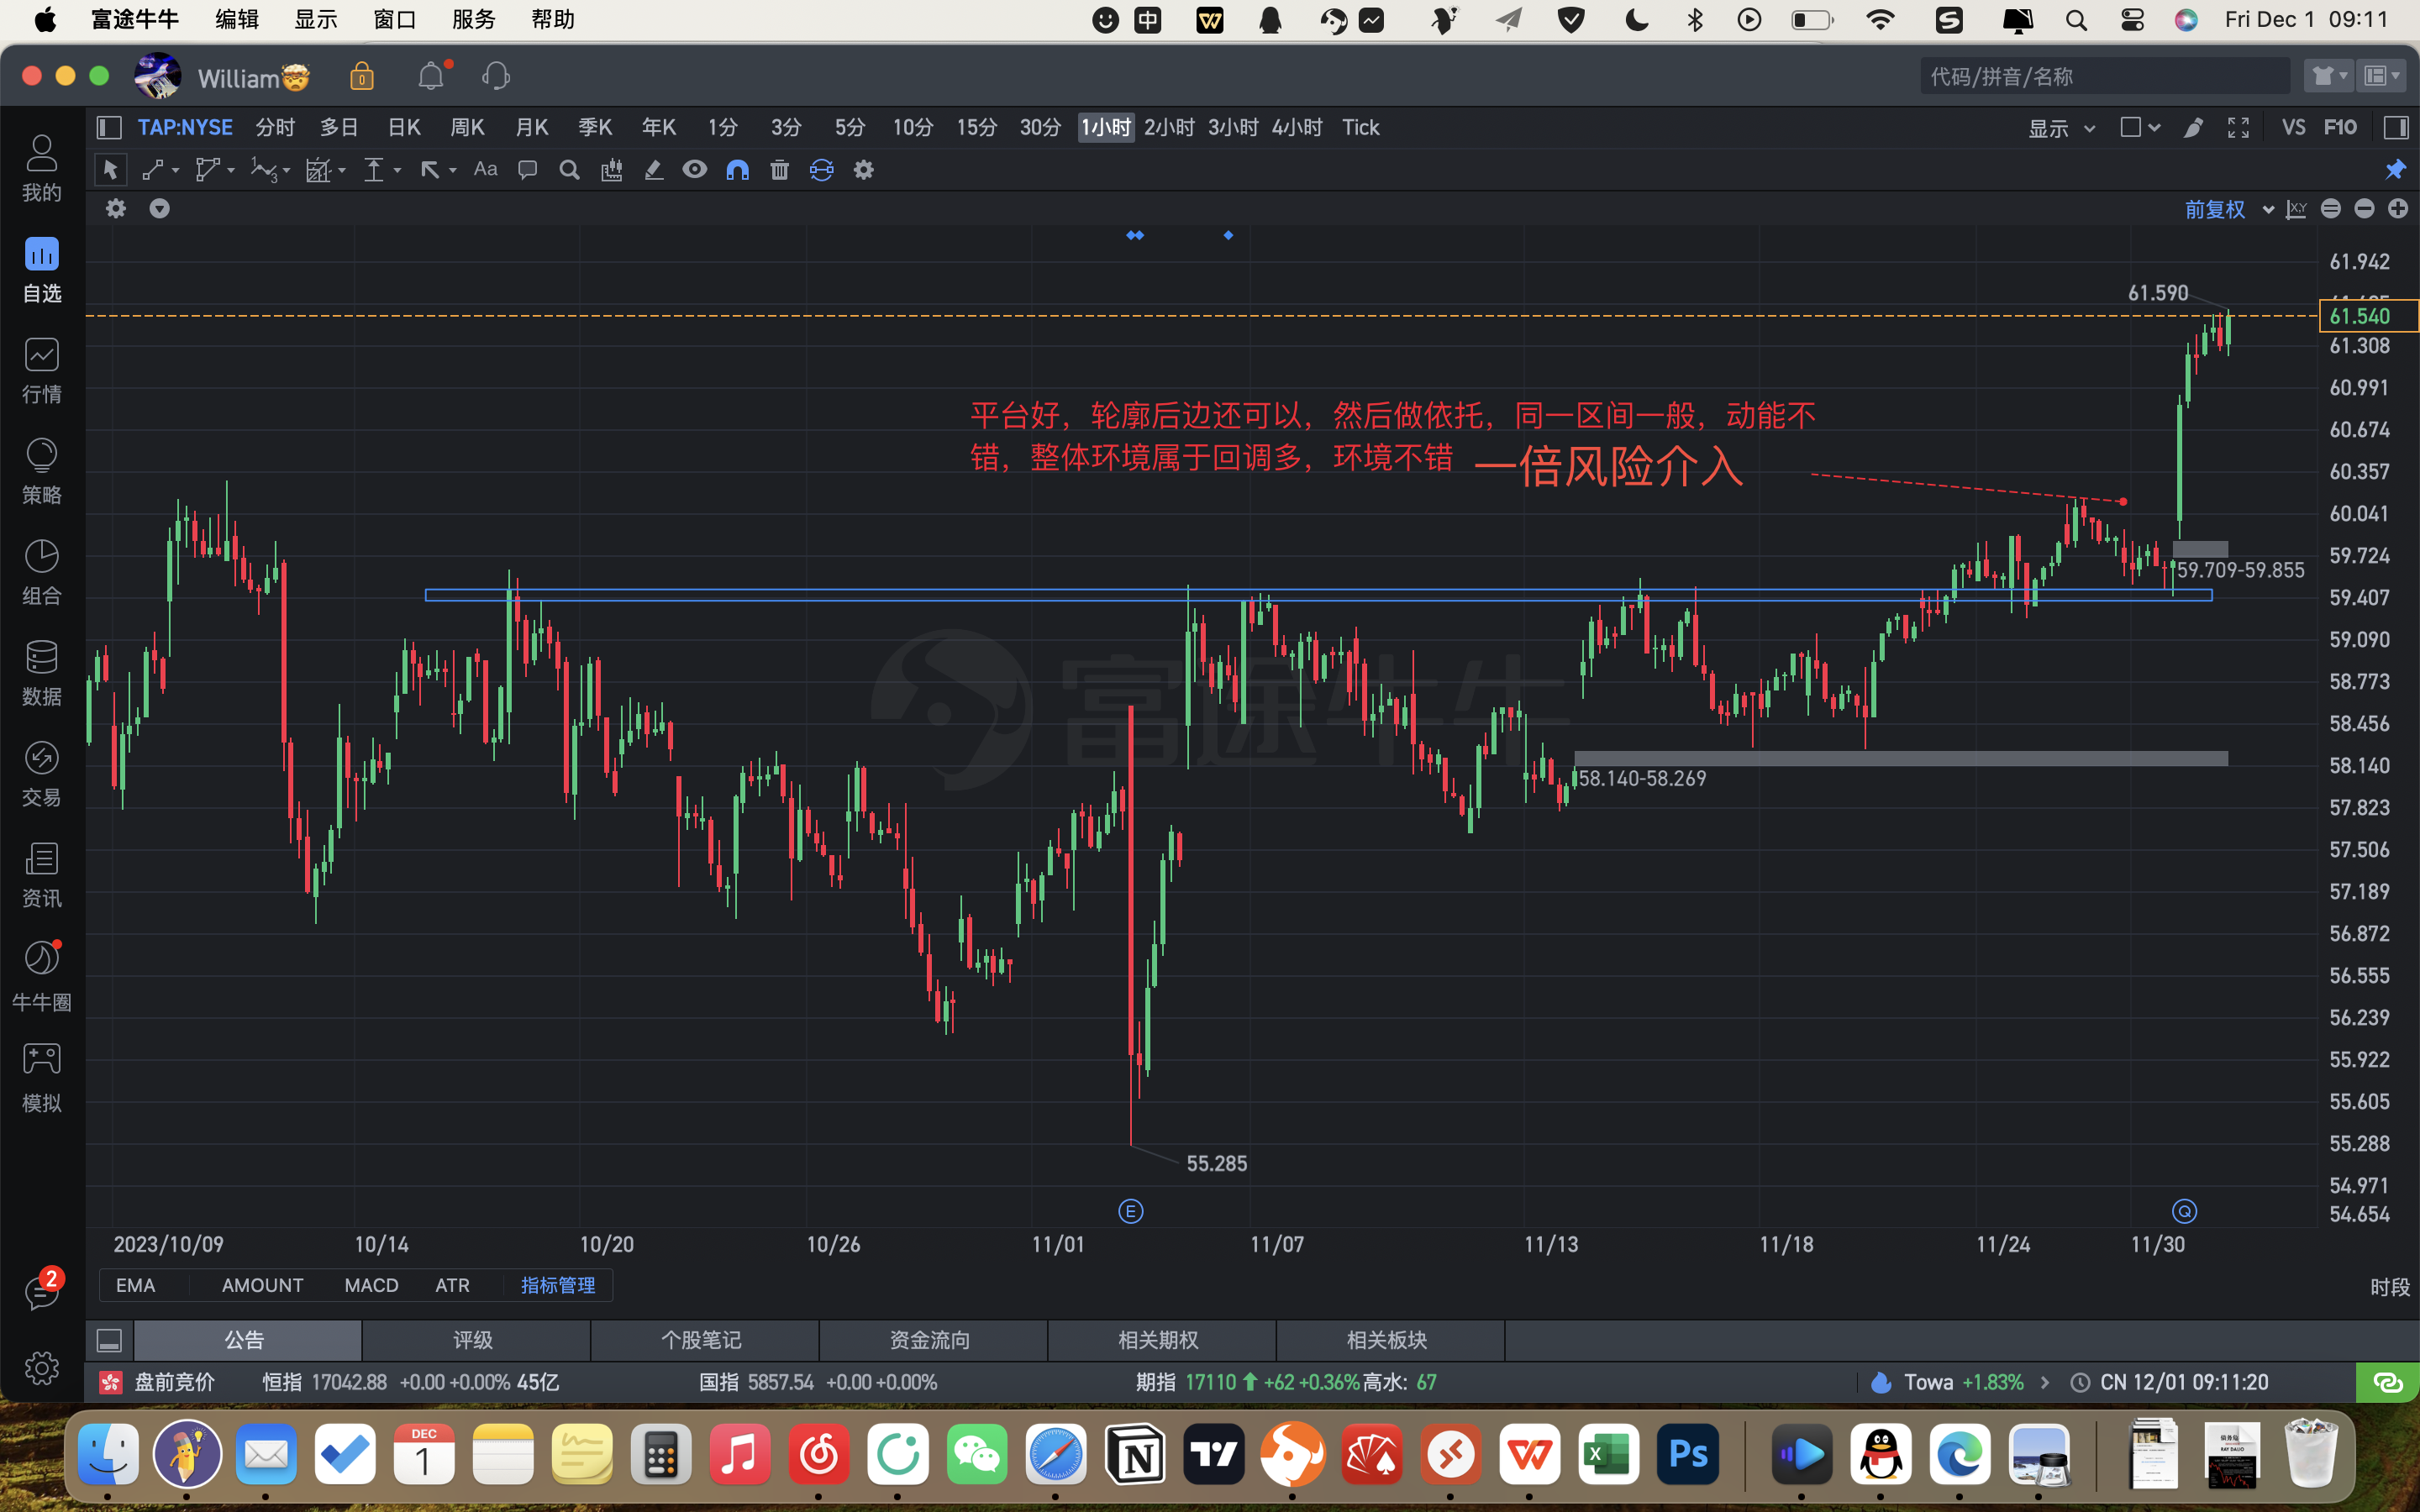 富途牛牛 编辑 显示 窗口 服务 帮助 中 Fri Dec 1 09:11
William 代码/拼音/名称
TAP:NYSE 分时 多日 日K 周K 月K 季K 年K 1分 3分 5分 10分 15分 30分 1小时 2小时 3小时 4小时 Tick 显示 VS F10
Aa
前复权
我的
自选
行情
策略
组合
数据
交易
资讯
牛牛圈
模拟
2
61.942
61.590
61.540
61.308
60.991
平台好，轮廓后边还可以，然后做依托，同一区间一般，动能不
错，整体环境属于回调多，环境不错 一倍风险介入
60.674
60.357
60.041
59.724
59.709-59.855
59.407
59.090
富途牛牛
58.773
58.456
58.140
58.140-58.269
57.823
57.506
57.189
56.872
56.555
56.239
55.922
55.605
55.288
55.285
54.971
54.654
E Q
2023/10/09 10/14 10/20 10/26 11/01 11/07 11/13 11/18 11/24 11/30
EMA AMOUNT MACD ATR 指标管理 时段
公告 评级 个股笔记 资金流向 相关期权 相关板块
盘前竞价 恒指 17042.88 +0.00 +0.00% 45亿 国指 5857.54 +0.00 +0.00% 期指 17110 +62 +0.36% 高水: 67 Towa +1.83% CN 12/01 09:11:20
DEC
1
Ps
RAY DALIO